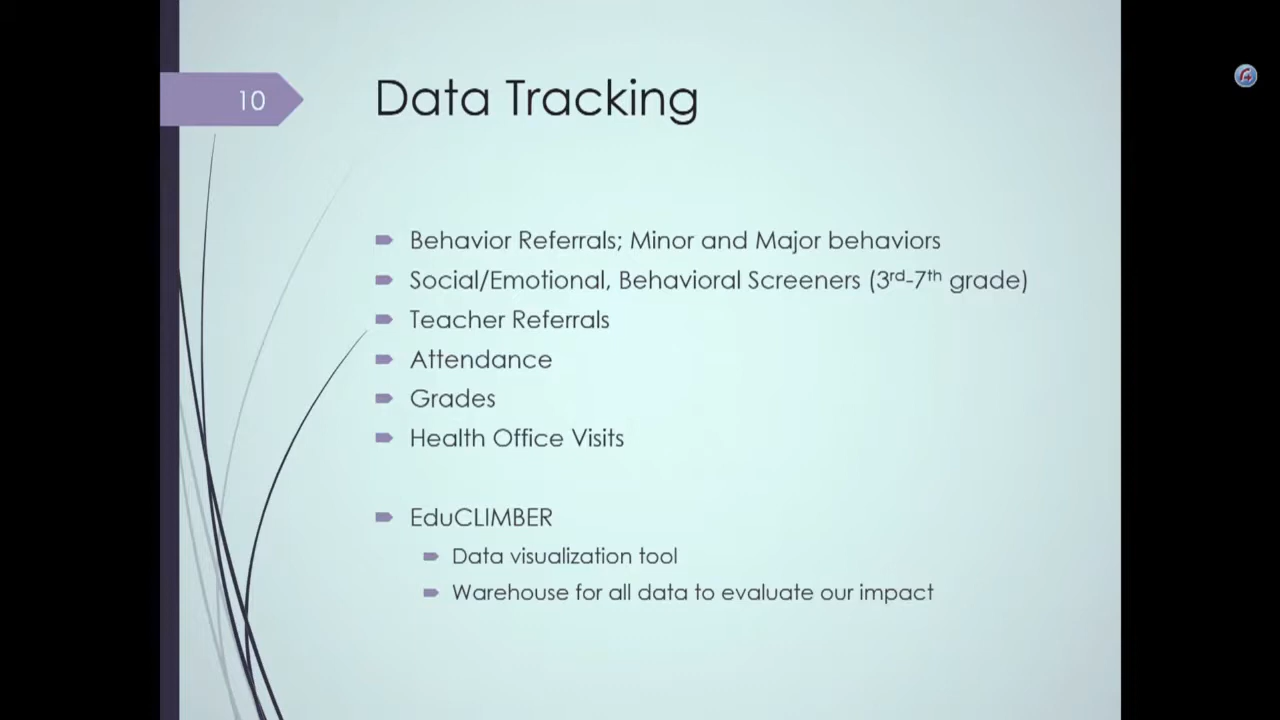 10
Data Tracking
Behavior Referrals; Minor and Major behaviors
Social/Emotional, Behavioral Screeners (3rd-7th grade)
Teacher Referrals
Attendance
Grades
Health Office Visits
EduCLIMBER
Data visualization tool
Warehouse for all data to evaluate our impact